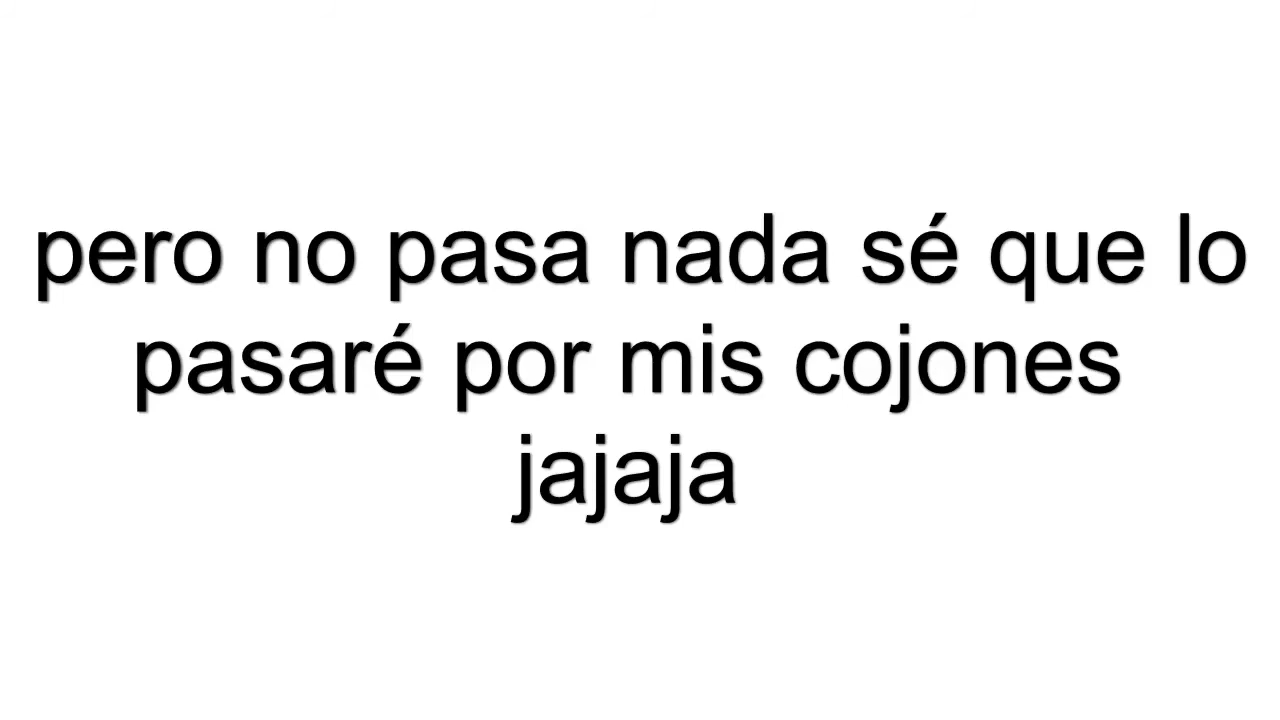 pero no pasa nada sé que lo
pasaré por mis cojones
jajaja